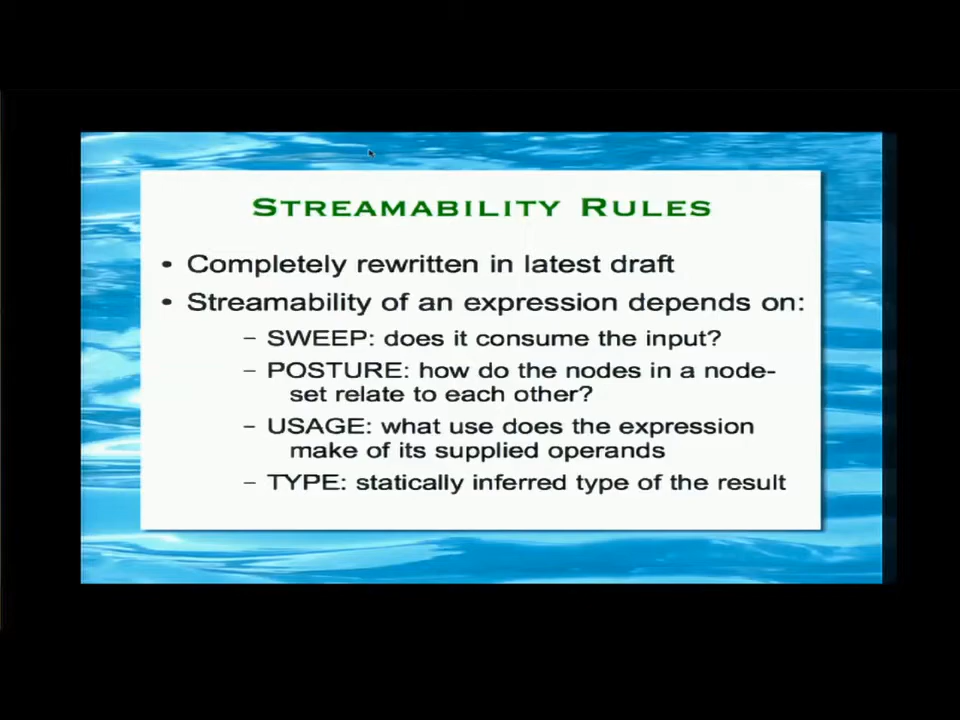 STREAMABILITY RULES
• Completely rewritten in latest draft
• Streamability of an expression depends on:
– SWEEP: does it consume the input?
– POSTURE: how do the nodes in a node-
set relate to each other?
– USAGE: what use does the expression
make of its supplied operands
– TYPE: statically inferred type of the result